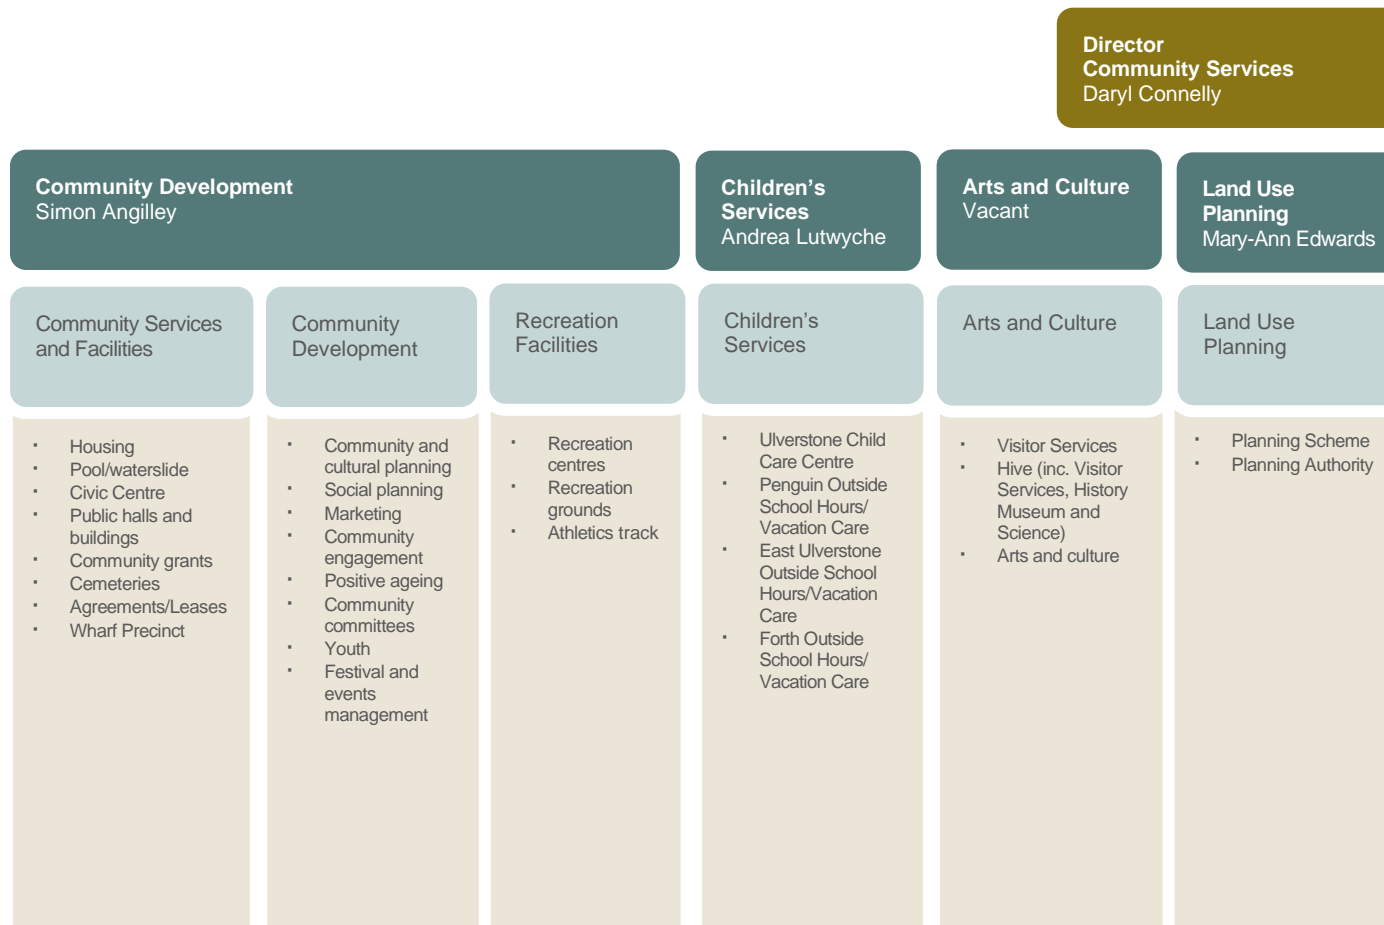 Director
Community Services
Daryl Connelly
Community Development
Simon Angilley
Children's
Services
Andrea Lutwyche
Arts and Culture
Vacant
Land Use
Planning
Mary-Ann Edwards
Community Services
and Facilities
Community
Development
Recreation
Facilities
Children's
Services
Arts and Culture
Land Use
Planning
▪ Housing
▪ Pool/waterslide
▪ Civic Centre
▪ Public halls and
buildings
▪ Community grants
▪ Cemeteries
▪ Agreements/Leases
▪ Wharf Precinct
▪ Community and
cultural planning
▪ Social planning
▪ Marketing
▪ Community
engagement
▪ Positive ageing
▪ Community
committees
▪ Youth
▪ Festival and
events
management
▪ Recreation
centres
▪ Recreation
grounds
▪ Athletics track
▪ Ulverstone Child
Care Centre
▪ Penguin Outside
School Hours/
Vacation Care
▪ East Ulverstone
Outside School
Hours/Vacation
Care
▪ Forth Outside
School Hours/
Vacation Care
▪ Visitor Services
▪ Hive (inc. Visitor
Services, History
Museum and
Science)
▪ Arts and culture
▪ Planning Scheme
▪ Planning Authority